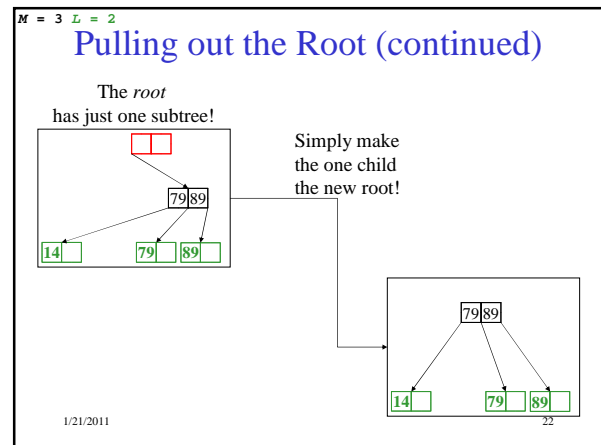 M = 3 L = 2
Pulling out the Root (continued)
The root
has just one subtree!
Simply make
the one child
the new root!
79 89
14 79 89
79 89
14 79 89
1/21/2011 22